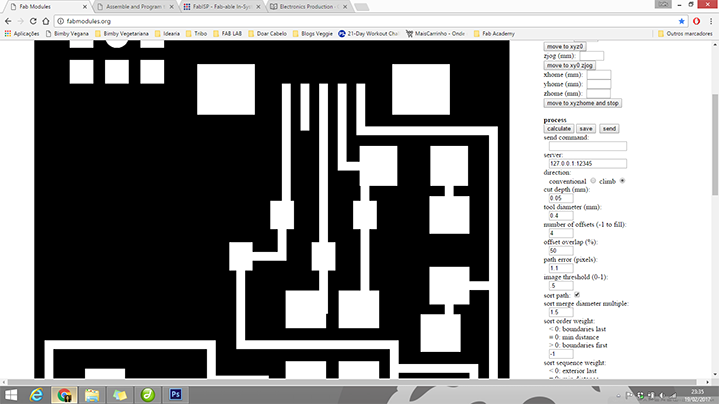 Fab Modules
Assemble and Program
FabISP - Fab-able In-Sys
Electronics Production
fabmodules.org
Aplicações
Bimby Vegana
Bimby Vegetariana
Idearia
Tribo
FAB LAB
Doar Cabelo
Blogs Veggie
21-Day Workout Chal
MaisCarrinho - Onde
Fab Academy
Outros marcadores
move to xyz0
zjog (mm):
move to xy0 zjog
xhome (mm):
yhome (mm):
zhome (mm):
move to xyzhome and stop
process
calculate save send
send command:
server:
127.0.0.1:12345
direction:
conventional climb
cut depth (mm):
0.05
tool diameter (mm):
0.4
number of offsets (-1 to fill):
4
offset overlap (%):
50
path error (pixels):
1.1
image threshold (0-1):
.5
sort path:
sort merge diameter multiple:
1.5
sort order weight:
< 0: boundaries last
= 0: min distance
> 0: boundaries first
-1
sort sequence weight:
< 0: exterior last
23:35
19/02/2017